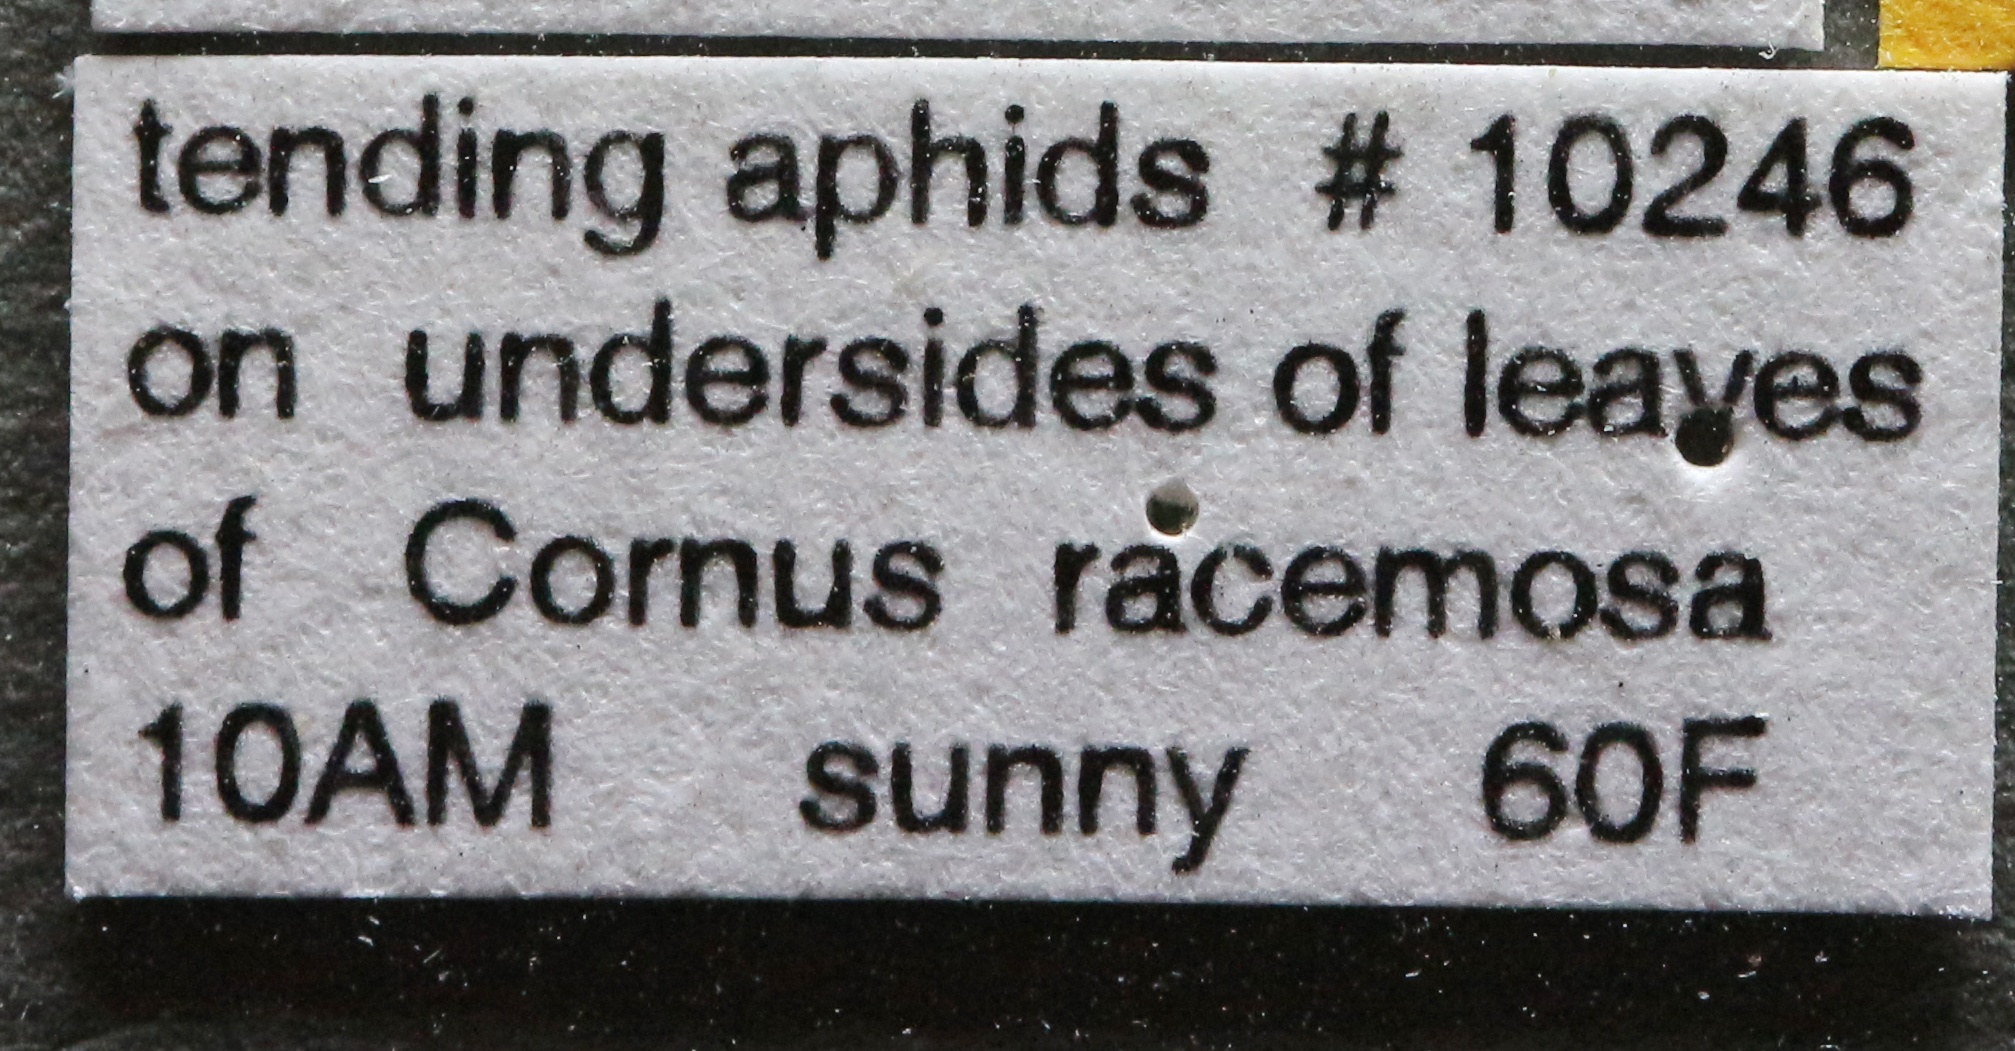 tending aphids # 10246
on undersides of leaves
of Cornus racemosa
10AM sunny 60F